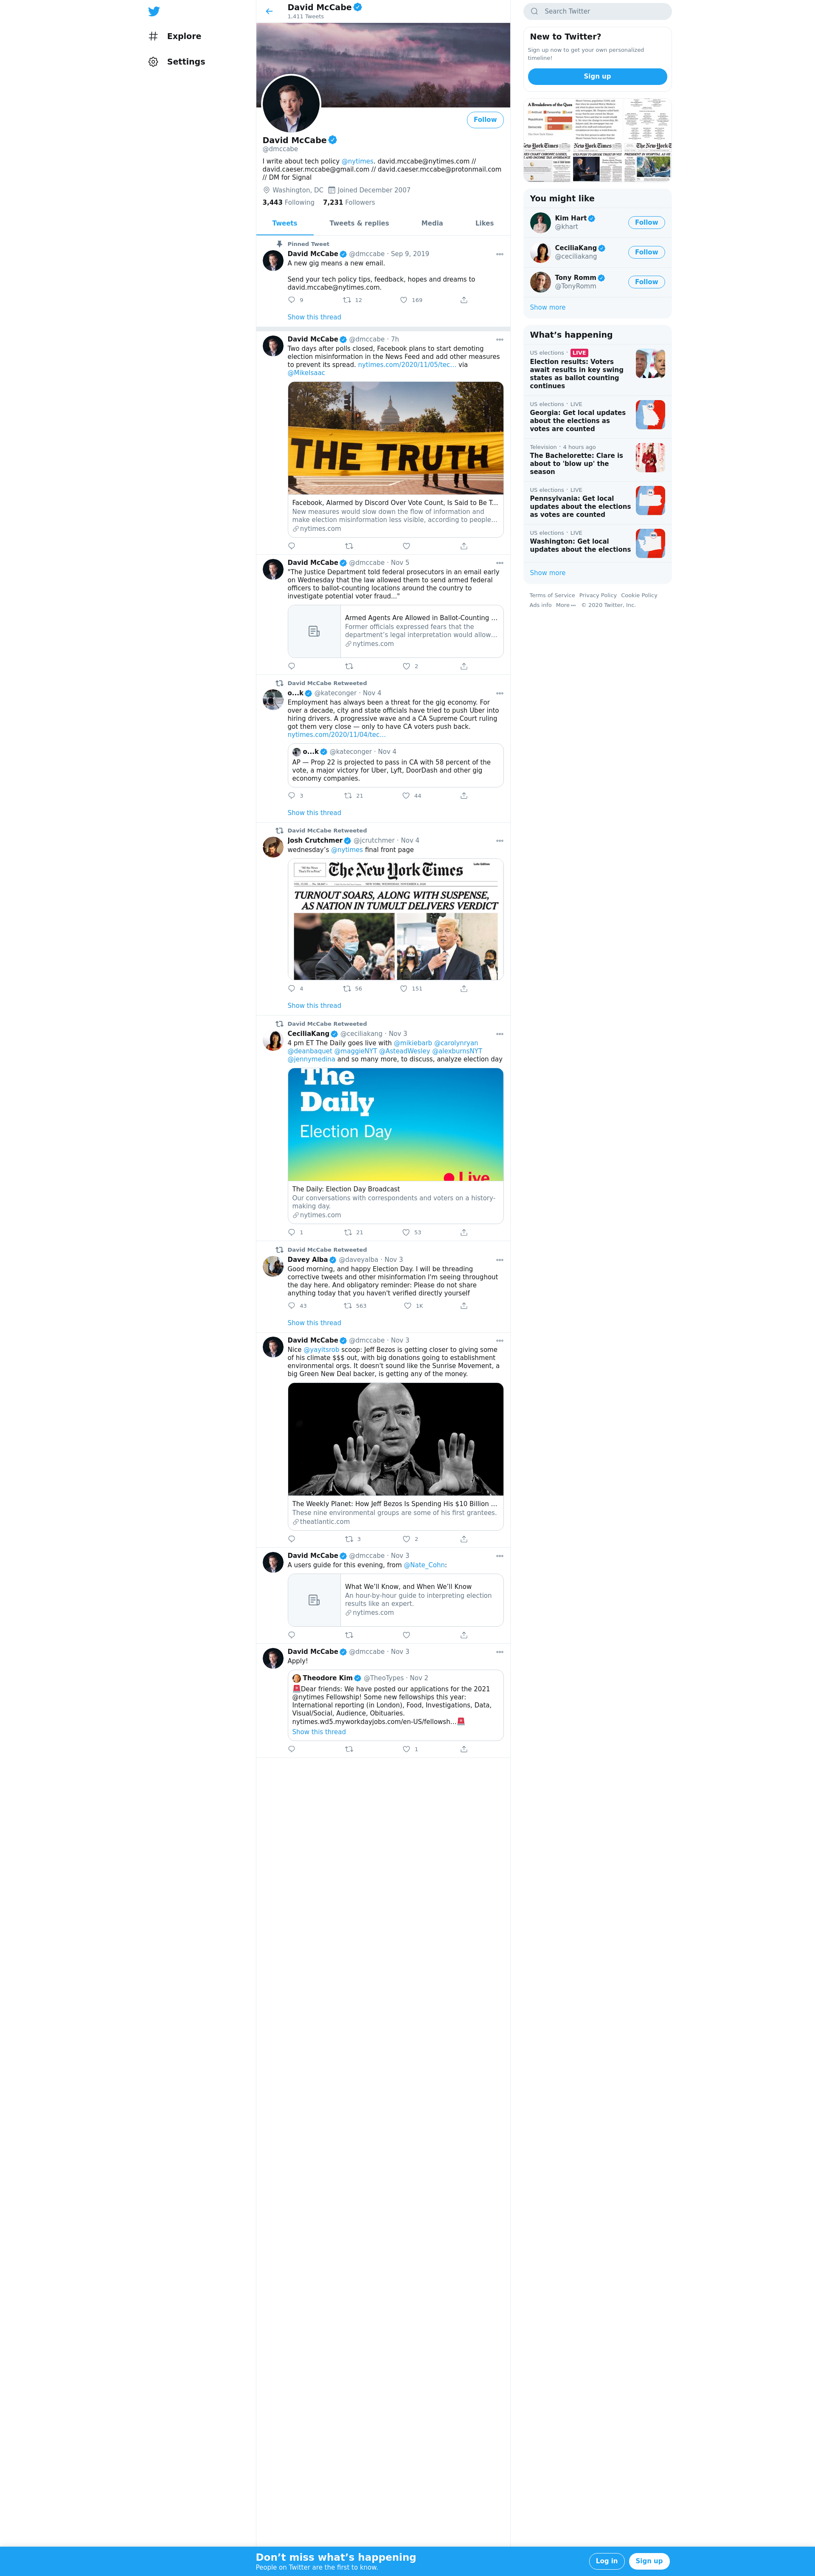 Explore
Settings
David McCabe
1,411 Tweets
Follow
David McCabe
@dmccabe
I write about tech policy @nytimes. david.mccabe@nytimes.com //
david.caeser.mccabe@gmail.com // david.caeser.mccabe@protonmail.com
// DM for Signal
Washington, DC Joined December 2007
3,443 Following 7,231 Followers
Tweets Tweets & replies Media Likes
Pinned Tweet
David McCabe @dmccabe · Sep 9, 2019
A new gig means a new email.
Send your tech policy tips, feedback, hopes and dreams to
david.mccabe@nytimes.com.
9 12 169
Show this thread
David McCabe @dmccabe · 7h
Two days after polls closed, Facebook plans to start demoting
election misinformation in the News Feed and add other measures
to prevent its spread. nytimes.com/2020/11/05/tec… via
@MikeIsaac
THE TRUTH
Facebook, Alarmed by Discord Over Vote Count, Is Said to Be T...
New measures would slow down the flow of information and
make election misinformation less visible, according to people…
nytimes.com
David McCabe @dmccabe · Nov 5
"The Justice Department told federal prosecutors in an email early
on Wednesday that the law allowed them to send armed federal
officers to ballot-counting locations around the country to
investigate potential voter fraud..."
Armed Agents Are Allowed in Ballot-Counting ...
Former officials expressed fears that the
department's legal interpretation would allow…
nytimes.com
2
David McCabe Retweeted
o...k @kateconger · Nov 4
Employment has always been a threat for the gig economy. For
over a decade, city and state officials have tried to push Uber into
hiring drivers. A progressive wave and a CA Supreme Court ruling
got them very close — only to have CA voters push back.
nytimes.com/2020/11/04/tec…
o...k @kateconger · Nov 4
AP — Prop 22 is projected to pass in CA with 58 percent of the
vote, a major victory for Uber, Lyft, DoorDash and other gig
economy companies.
3 21 44
Show this thread
David McCabe Retweeted
Josh Crutchmer @jcrutchmer · Nov 4
wednesday's @nytimes final front page
The New York Times
Late Edition
TURNOUT SOARS, ALONG WITH SUSPENSE,
AS NATION IN TUMULT DELIVERS VERDICT
4 56 151
Show this thread
David McCabe Retweeted
CeciliaKang @ceciliakang · Nov 3
4 pm ET The Daily goes live with @mikiebarb @carolynryan
@deanbaquet @maggieNYT @AsteadWesley @alexburnsNYT
@jennymedina and so many more, to discuss, analyze election day
The
Daily
Election Day
Live
The Daily: Election Day Broadcast
Our conversations with correspondents and voters on a history-
making day.
nytimes.com
1 21 53
David McCabe Retweeted
Davey Alba @daveyalba · Nov 3
Good morning, and happy Election Day. I will be threading
corrective tweets and other misinformation I'm seeing throughout
the day here. And obligatory reminder: Please do not share
anything today that you haven't verified directly yourself
43 563 1K
Show this thread
David McCabe @dmccabe · Nov 3
Nice @yayitsrob scoop: Jeff Bezos is getting closer to giving some
of his climate $$$ out, with big donations going to establishment
environmental orgs. It doesn't sound like the Sunrise Movement, a
big Green New Deal backer, is getting any of the money.
The Weekly Planet: How Jeff Bezos Is Spending His $10 Billion ...
These nine environmental groups are some of his first grantees.
theatlantic.com
3 2
David McCabe @dmccabe · Nov 3
A users guide for this evening, from @Nate_Cohn:
What We'll Know, and When We'll Know
An hour-by-hour guide to interpreting election
results like an expert.
nytimes.com
David McCabe @dmccabe · Nov 3
Apply!
Theodore Kim @TheoTypes · Nov 2
🚨Dear friends: We have posted our applications for the 2021
@nytimes Fellowship! Some new fellowships this year:
International reporting (in London), Food, Investigations, Data,
Visual/Social, Audience, Obituaries.
nytimes.wd5.myworkdayjobs.com/en-US/fellowsh…🚨
Show this thread
1
Search Twitter
New to Twitter?
Sign up now to get your own personalized
timeline!
Sign up
You might like
Kim Hart
@khart
Follow
CeciliaKang
@ceciliakang
Follow
Tony Romm
@TonyRomm
Follow
Show more
What's happening
US elections · LIVE
Election results: Voters
await results in key swing
states as ballot counting
continues
US elections · LIVE
Georgia: Get local updates
about the elections as
votes are counted
Television · 4 hours ago
The Bachelorette: Clare is
about to 'blow up' the
season
US elections · LIVE
Pennsylvania: Get local
updates about the elections
as votes are counted
US elections · LIVE
Washington: Get local
updates about the elections
Show more
Terms of Service Privacy Policy Cookie Policy
Ads info More © 2020 Twitter, Inc.
Don't miss what's happening
People on Twitter are the first to know.
Log in Sign up